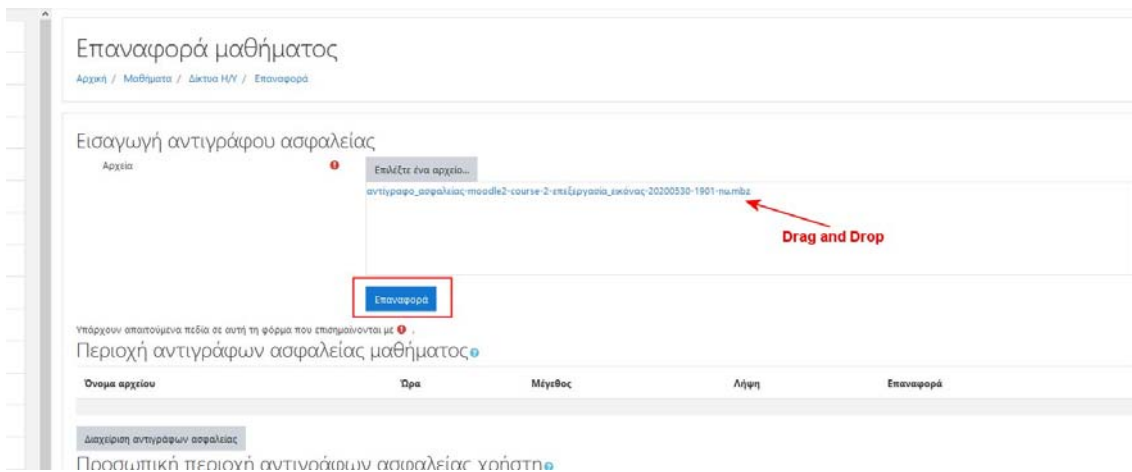 Επαναφορά μαθήματος
Αρχική / Μαθήματα / Δίκτυα Η/Υ / Επαναφορά
Εισαγωγή αντιγράφου ασφαλείας
Αρχεία
Επιλέξτε ένα αρχείο...
αντιγραφο_ασφαλειας-moodle2-course-2-επεξεργασία_εικόνας-20200530-1901-nu.mbz
Drag and Drop
Επαναφορά
Υπάρχουν απαιτούμενα πεδία σε αυτή τη φόρμα που επισημαίνονται με .
Περιοχή αντιγράφων ασφαλείας μαθήματος
Όνομα αρχείου Ώρα Μέγεθος Λήψη Επαναφορά
Διαχείριση αντιγράφων ασφαλείας
Προσωπική περιοχή αντιγράφων ασφαλείας χρήστη